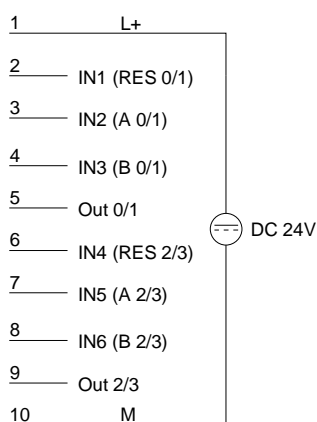 1 L+
2 IN1 (RES 0/1)
3 IN2 (A 0/1)
4 IN3 (B 0/1)
5 Out 0/1
DC 24V
6 IN4 (RES 2/3)
7 IN5 (A 2/3)
8 IN6 (B 2/3)
9 Out 2/3
10 M